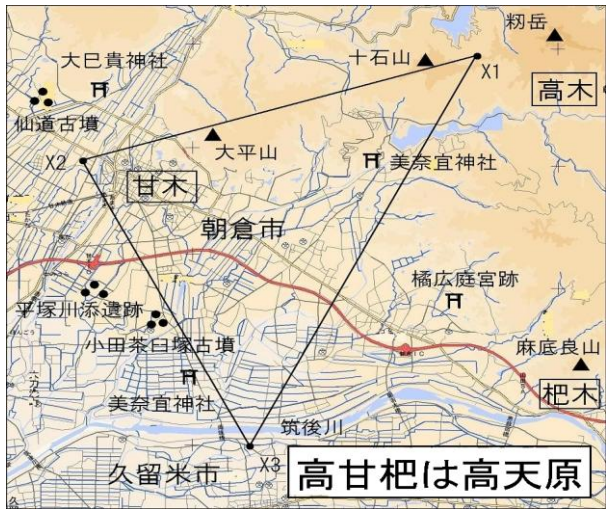 籾岳
十石山
X1
大巳貴神社
高木
仙道古墳
大平山
美奈宜神社
X2
甘木
朝倉市
橘広庭宮跡
平塚川添遺跡
小田茶臼塚古墳
麻底良山
杷木
美奈宜神社
筑後川
X3
久留米市
高甘杷は高天原